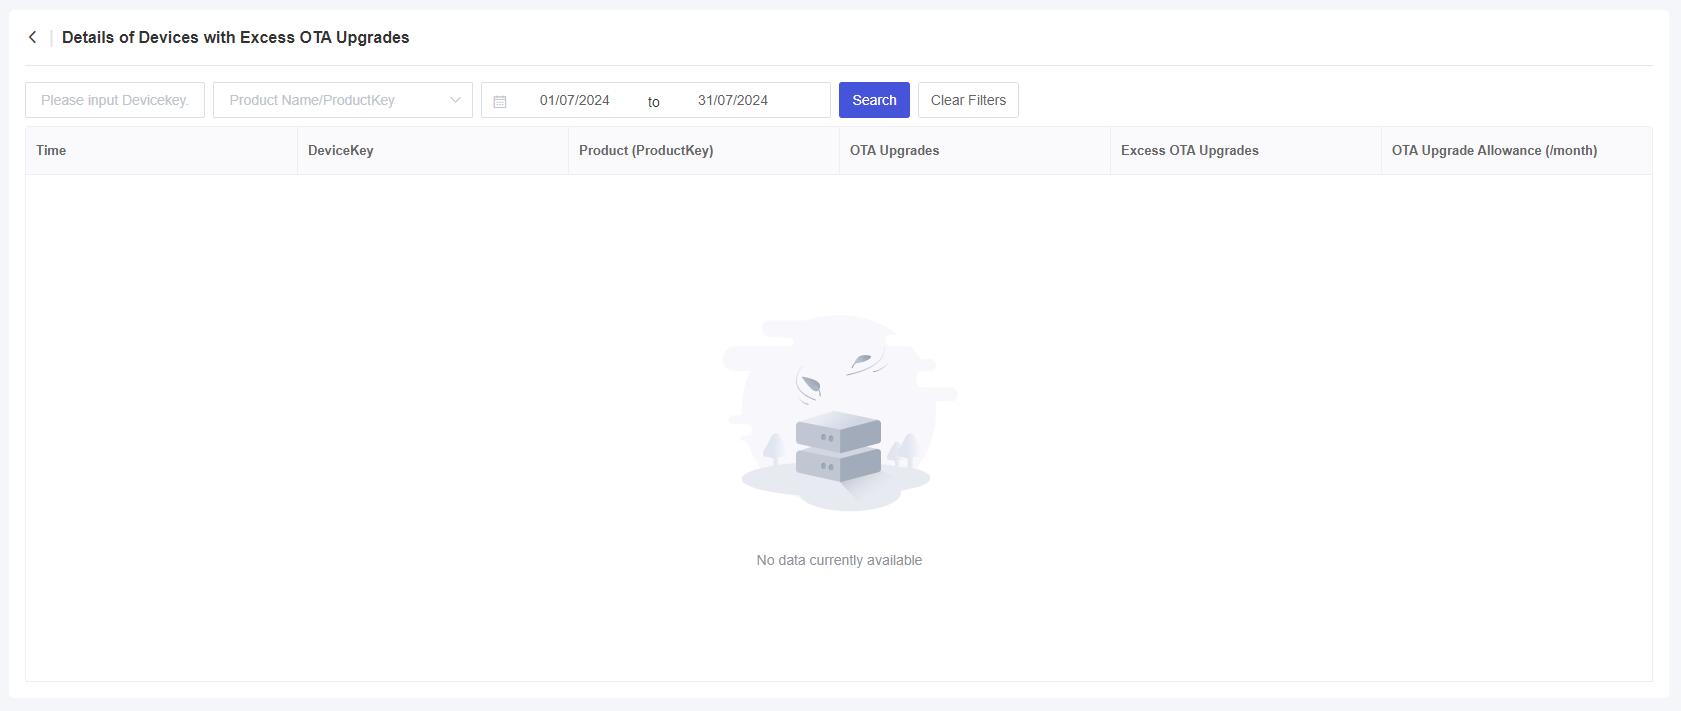 Details of Devices with Excess OTA Upgrades
Please input Devicekey. Product Name/ProductKey 01/07/2024 to 31/07/2024 Search Clear Filters
Time DeviceKey Product (ProductKey) OTA Upgrades Excess OTA Upgrades OTA Upgrade Allowance (/month)
No data currently available